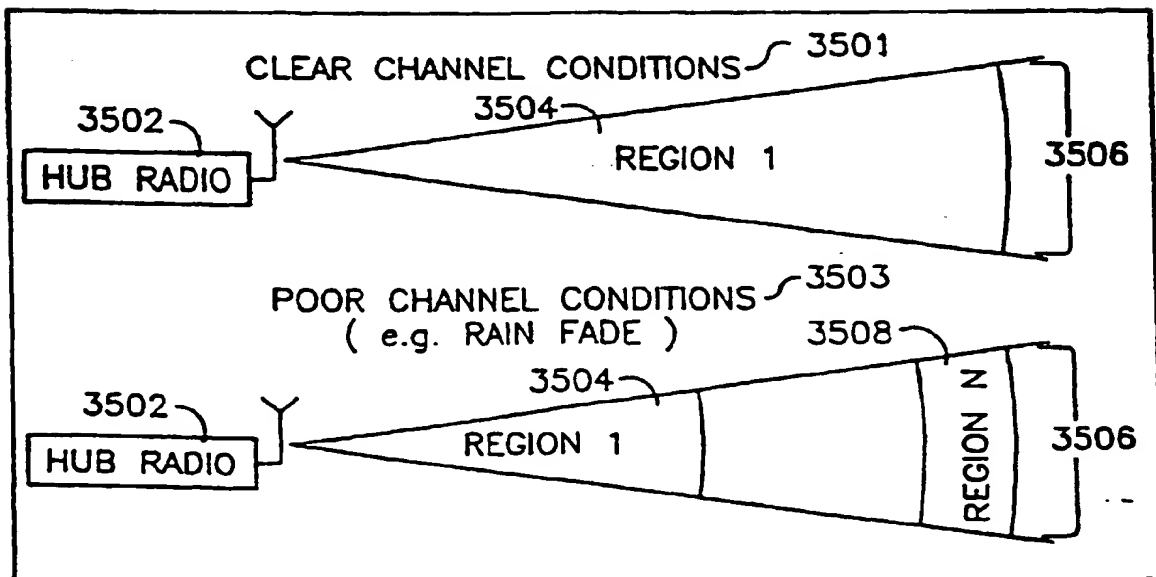 CLEAR CHANNEL CONDITIONS 3501
3504
3502
REGION 1
3506
HUB RADIO
POOR CHANNEL CONDITIONS 3503
( e.g. RAIN FADE )
3508
3504
3502
REGION 1
REGION N
3506
HUB RADIO